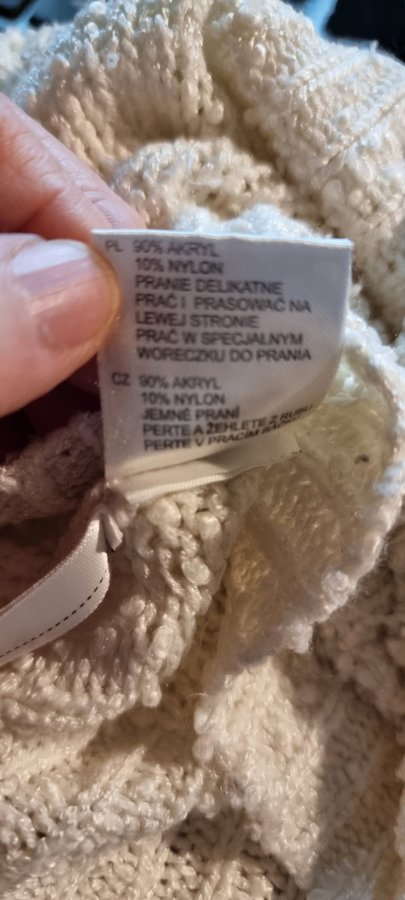 PL 90% AKRYL
10% NYLON
PRANIE DELIKATNE
PRAĆ I PRASOWAĆ NA
LEWEJ STRONIE
PRAĆ W SPECJALNYM
WORECZKU DO PRANIA
CZ 90% AKRYL
10% NYLON
JEMNÉ PRANÍ
PERTE A ŽEHLETE Z RUBU
PERTE V PRACÍM